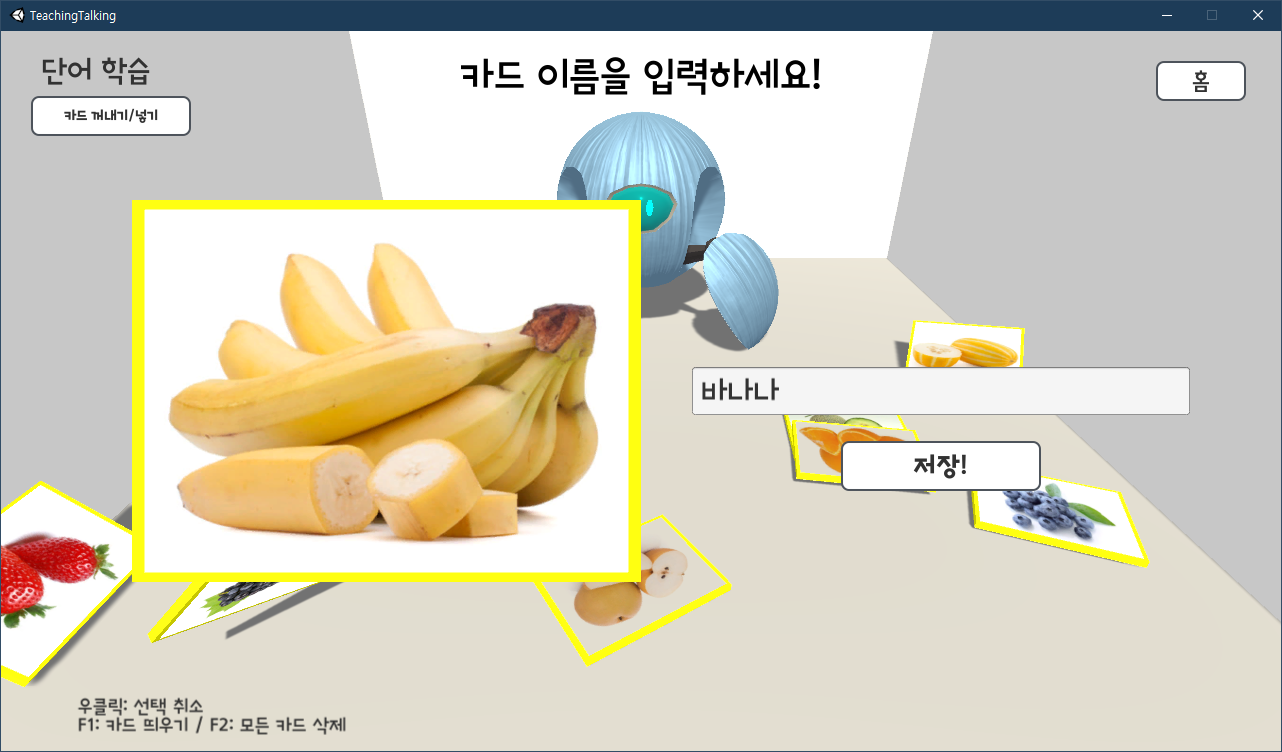 TeachingTalking
단어 학습
카드 꺼내기/넣기
카드 이름을 입력하세요!
홈
바나나
저장!
우클릭: 선택 취소
F1: 카드 띄우기 / F2: 모든 카드 삭제